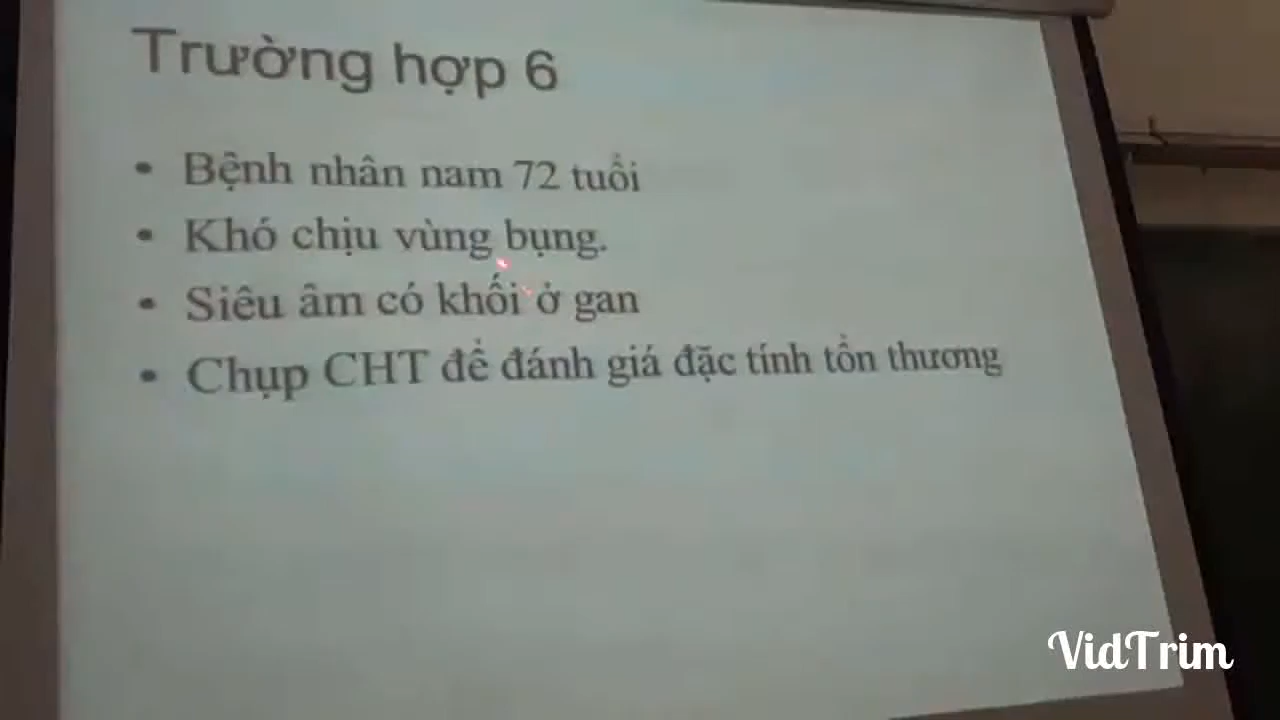 Trường hợp 6
• Bệnh nhân nam 72 tuổi
• Khó chịu vùng bụng.
• Siêu âm có khối ở gan
• Chụp CHT để đánh giá đặc tính tổn thương
VidTrim